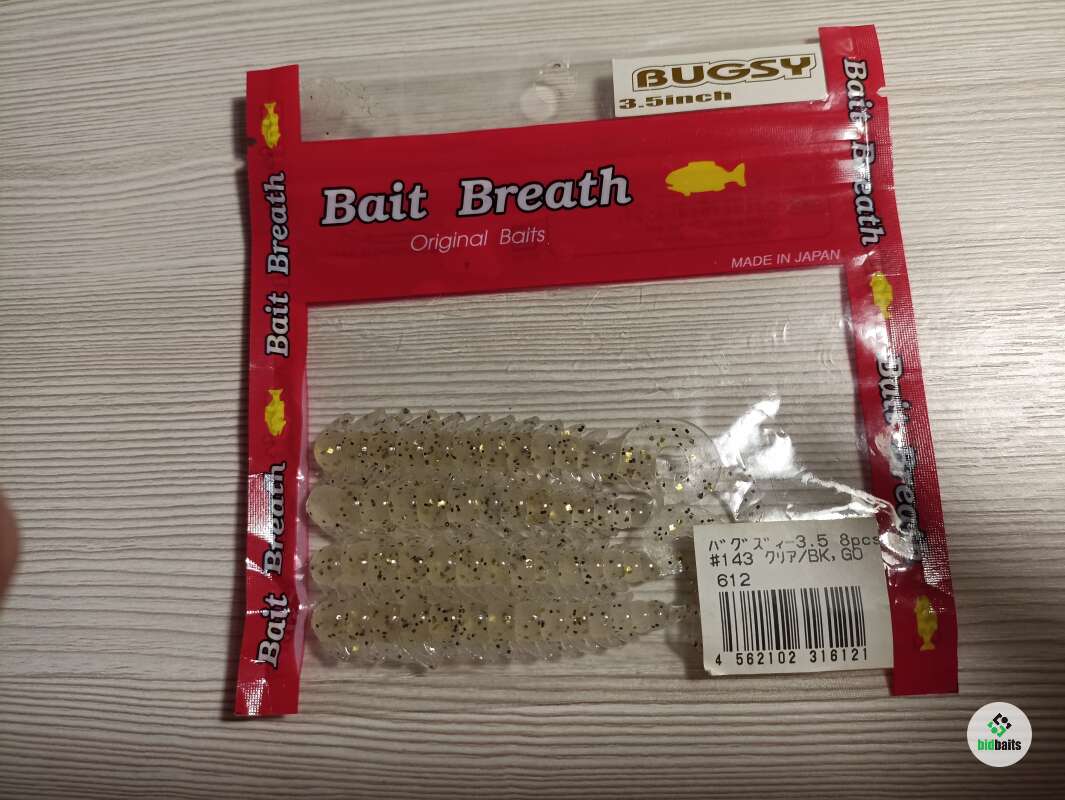 BUGSY
3.5inch
Bait Breath
Original Baits
MADE IN JAPAN
Bait Breath
Bait Breath
Bait Breath
Bait Breath
ﾊﾞｸﾞｽﾞｨｰ3.5 8pcs
#143 クリア/BK,GO
612
4 562102 316121
bidbaits